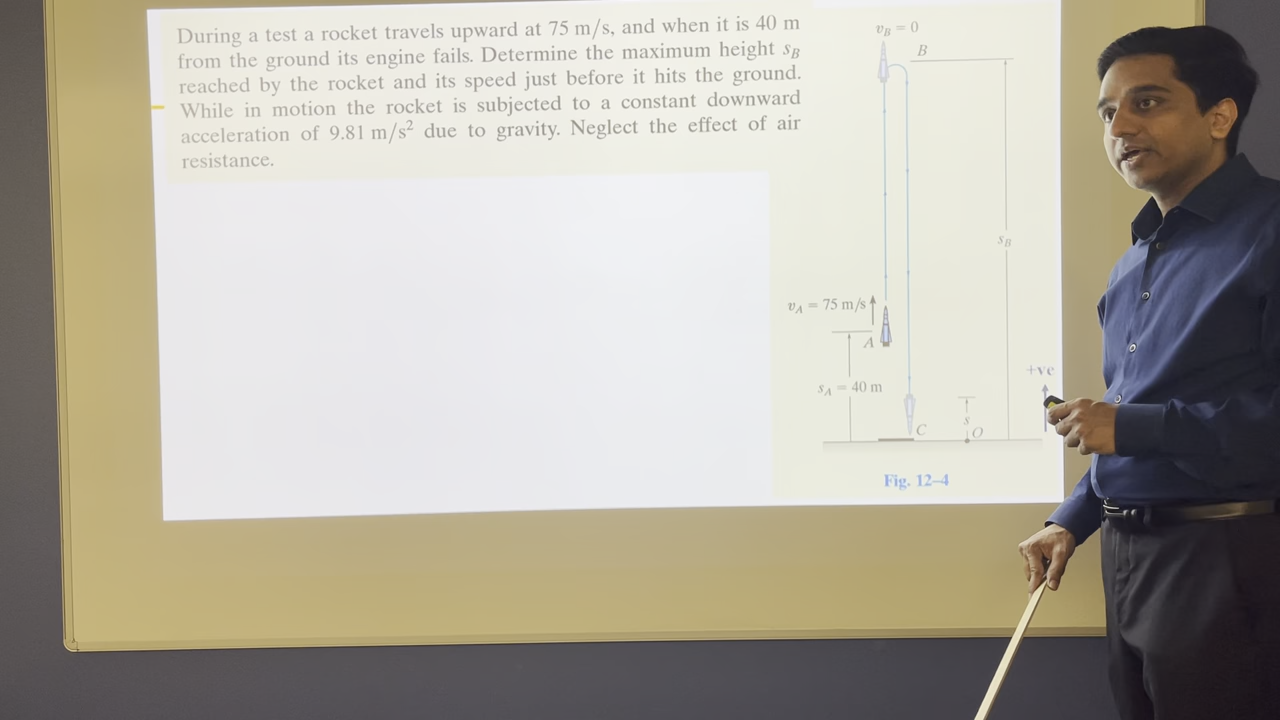 During a test a rocket travels upward at 75 m/s, and when it is 40 m
from the ground its engine fails. Determine the maximum height s_B
reached by the rocket and its speed just before it hits the ground.
While in motion the rocket is subjected to a constant downward
acceleration of 9.81 m/s² due to gravity. Neglect the effect of air
resistance.
v_B = 0
B
s_B
v_A = 75 m/s
A
+ve
s_A = 40 m
s
C
O
Fig. 12–4